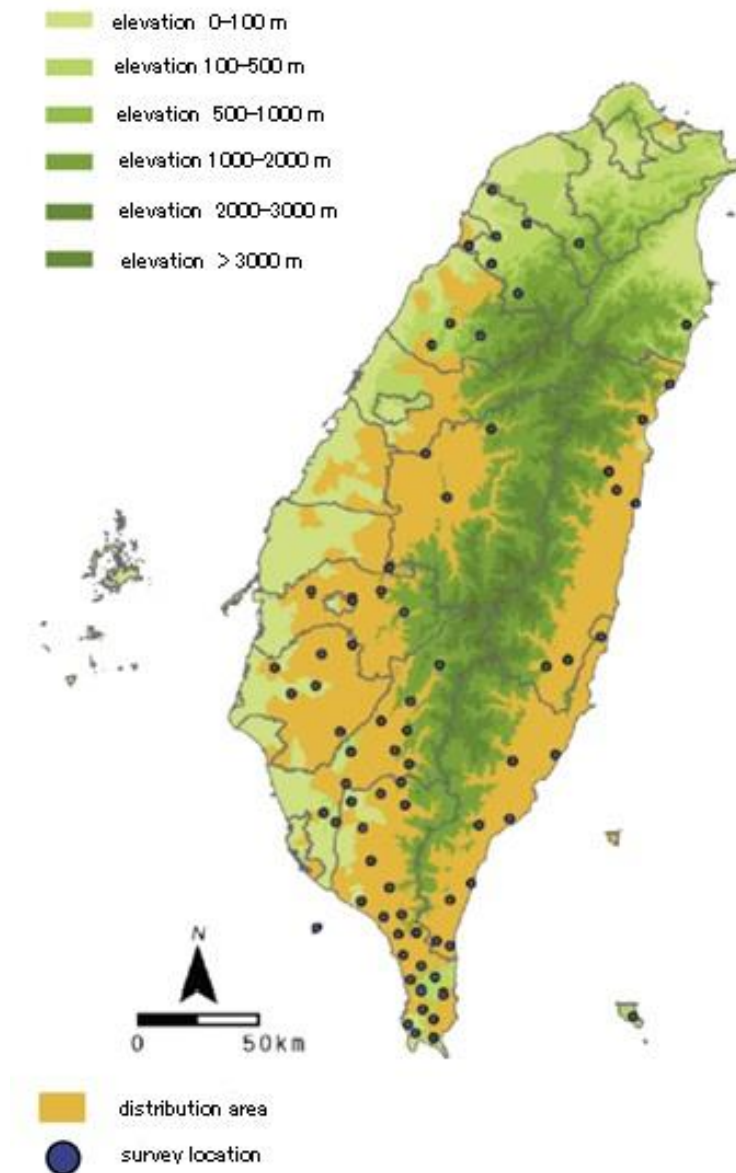 elevation 0-100 m
elevation 100-500 m
elevation 500-1000 m
elevation 1000-2000 m
elevation 2000-3000 m
elevation > 3000 m
N
0 50km
distribution area
survey location